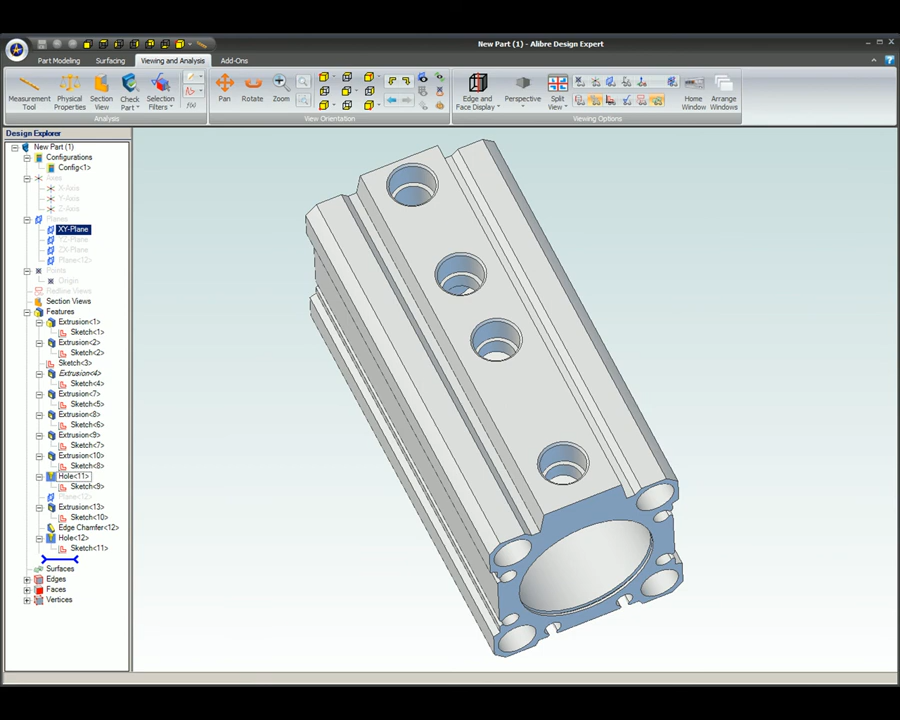 New Part (1) - Alibre Design Expert
Part Modeling
Surfacing
Viewing and Analysis
Add-Ons
Measurement Tool
Physical Properties
Section View
Check Part
Selection Filters
f(x)
Pan
Rotate
Zoom
Edge and Face Display
Perspective
Split View
Home Window
Arrange Windows
Analysis
View Orientation
Viewing Options
Design Explorer
New Part (1)
Configurations
Config<1>
Axes
X-Axis
Y-Axis
Z-Axis
Planes
XY-Plane
YZ-Plane
ZX-Plane
Plane<12>
Points
Origin
Redline Views
Section Views
Features
Extrusion<1>
Sketch<1>
Extrusion<2>
Sketch<2>
Sketch<3>
Extrusion<4>
Sketch<4>
Extrusion<7>
Sketch<5>
Extrusion<8>
Sketch<6>
Extrusion<9>
Sketch<7>
Extrusion<10>
Sketch<8>
Hole<11>
Sketch<9>
Plane<12>
Extrusion<13>
Sketch<10>
Edge Chamfer<12>
Hole<12>
Sketch<11>
Surfaces
Edges
Faces
Vertices